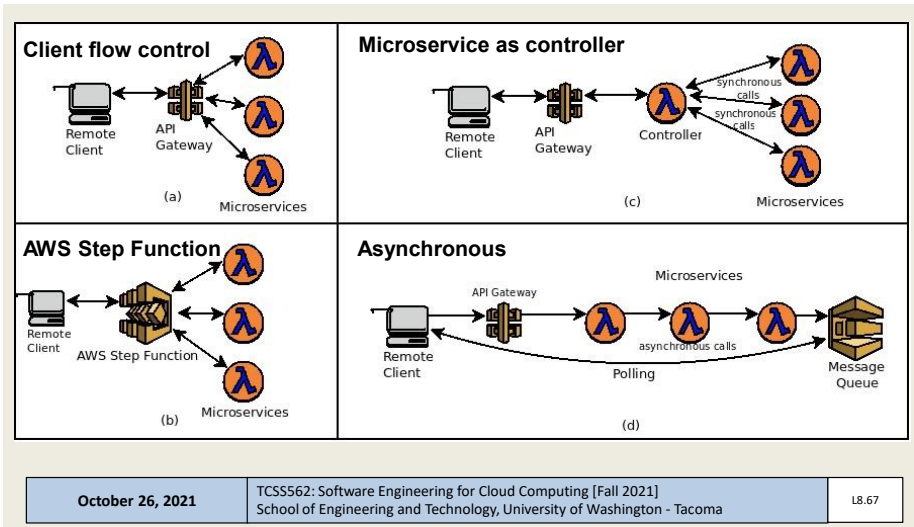 Client flow control
Remote
Client
API
Gateway
λ
λ
λ
Microservices
(a)
Microservice as controller
Remote
Client
API
Gateway
λ
Controller
synchronous
calls
synchronous
calls
λ
λ
λ
Microservices
(c)
AWS Step Function
Remote
Client
AWS Step Function
λ
λ
λ
Microservices
(b)
Asynchronous
Microservices
API Gateway
λ
λ
λ
asynchronous calls
Remote
Client
Polling
Message
Queue
(d)
October 26, 2021
TCSS562: Software Engineering for Cloud Computing [Fall 2021]
School of Engineering and Technology, University of Washington - Tacoma
L8.67